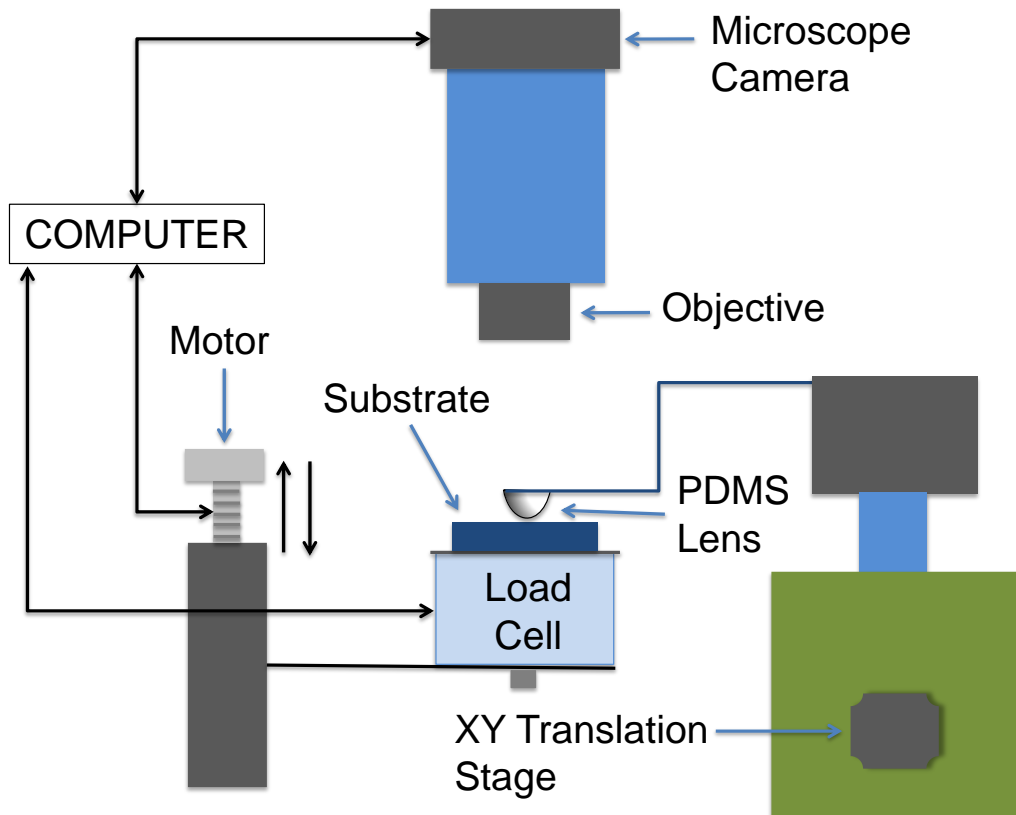 Microscope
Camera
COMPUTER
Objective
Motor
Substrate
PDMS
Lens
Load
Cell
XY Translation
Stage